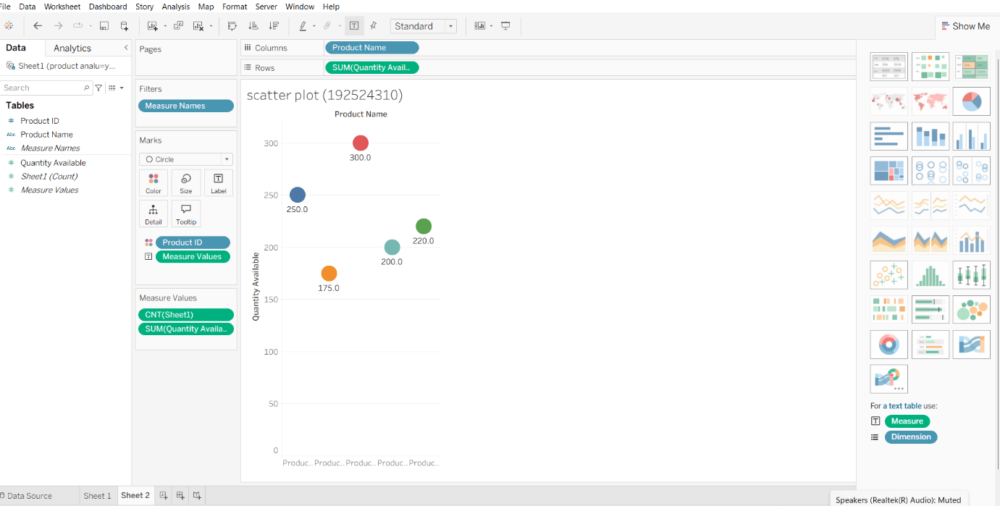 File Data Worksheet Dashboard Story Analysis Map Format Server Window Help
Standard
Show Me
Data Analytics
Sheet1 (product analu=y...
Search
Tables
Product ID
Abc Product Name
Abc Measure Names
Quantity Available
Sheet1 (Count)
Measure Values
Pages
Filters
Measure Names
Marks
Circle
Color Size Label
Detail Tooltip
Product ID
Measure Values
Measure Values
CNT(Sheet1)
SUM(Quantity Availa..
Columns Product Name
Rows SUM(Quantity Avail..
scatter plot (192524310)
Product Name
Quantity Available
300
250
200
150
100
50
0
300.0
250.0
220.0
200.0
175.0
Produc.. Produc.. Produc.. Produc.. Produc..
For a text table use:
Measure
Dimension
Data Source Sheet 1 Sheet 2
Speakers (Realtek(R) Audio): Muted